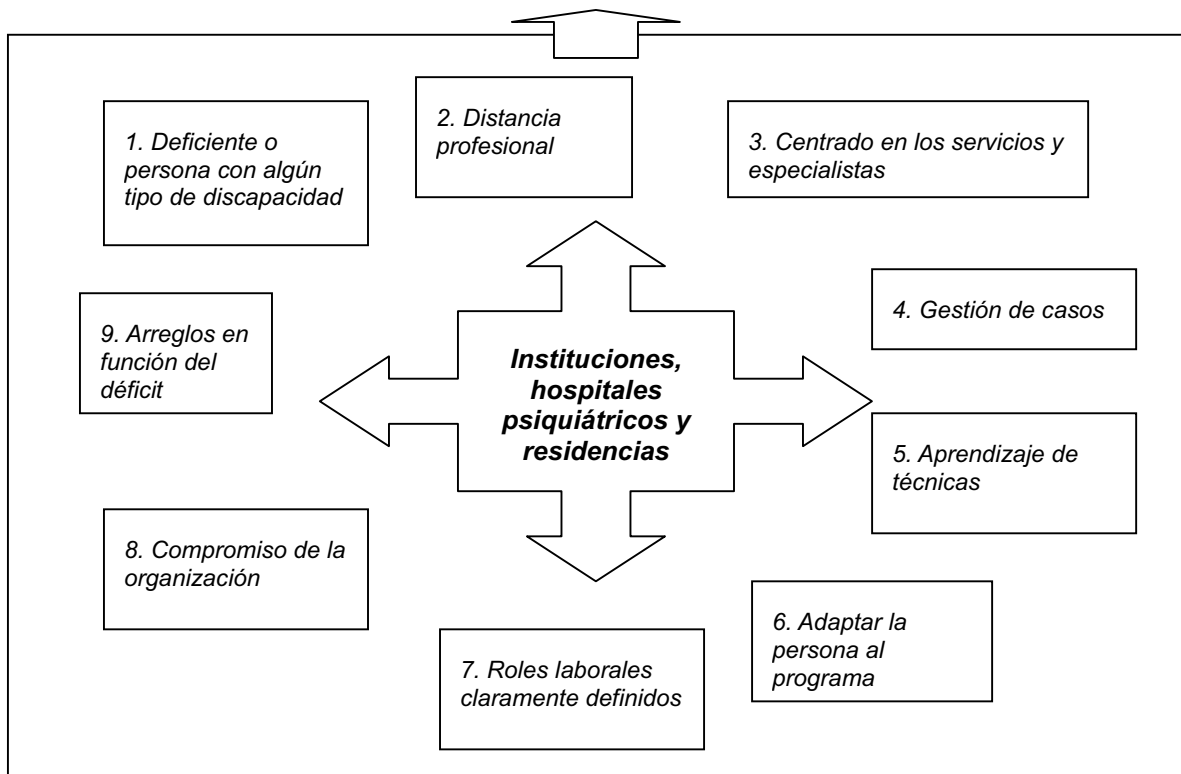 1. Deficiente o
persona con algún
tipo de discapacidad
2. Distancia
profesional
3. Centrado en los servicios y
especialistas
4. Gestión de casos
5. Aprendizaje de
técnicas
6. Adaptar la
persona al
programa
7. Roles laborales
claramente definidos
8. Compromiso de la
organización
9. Arreglos en
función del
déficit
Instituciones,
hospitales
psiquiátricos y
residencias